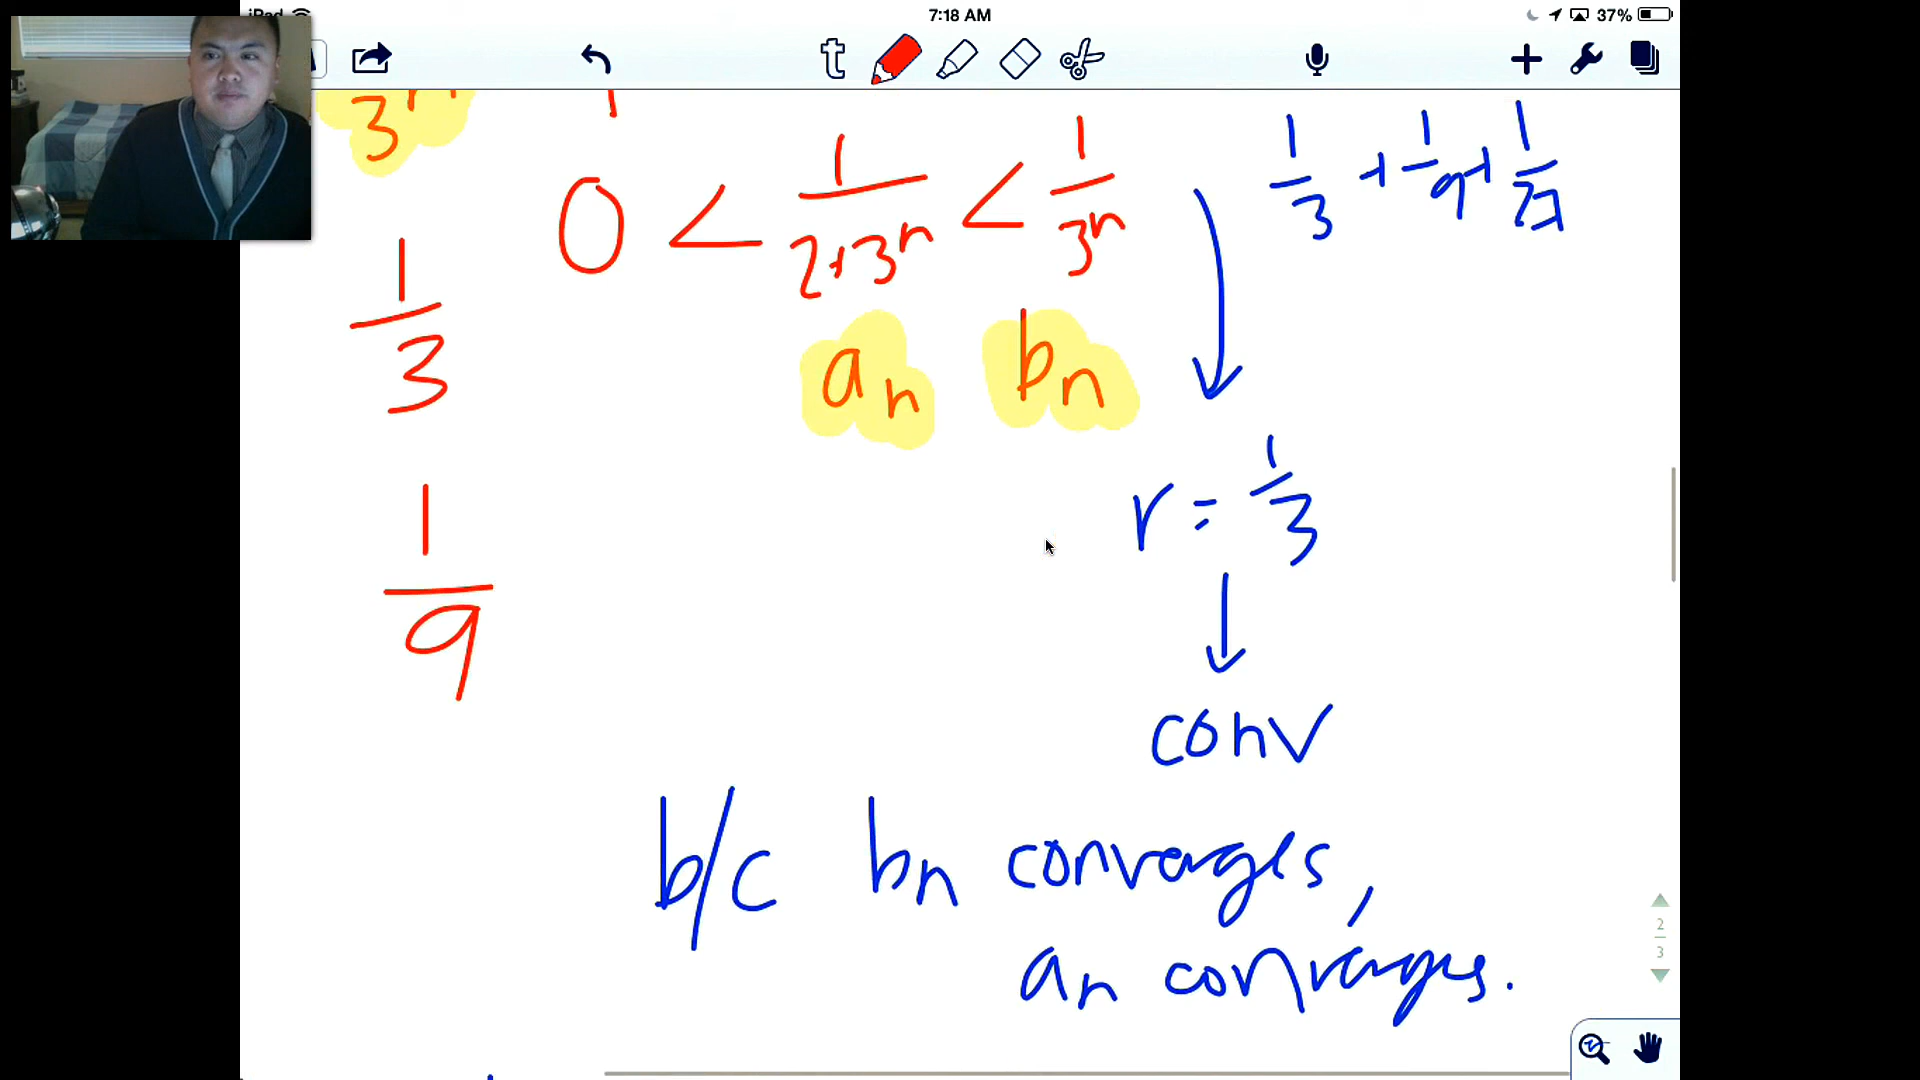 iPad 7:18 AM 37%
t
3^n
0 < 1/(2+3^n) < 1/3^n
1/3 + 1/9 + 1/27
1/3
a_n b_n
r = 1/3
1/9
conv
b/c b_n converges,
a_n converges.
2
3